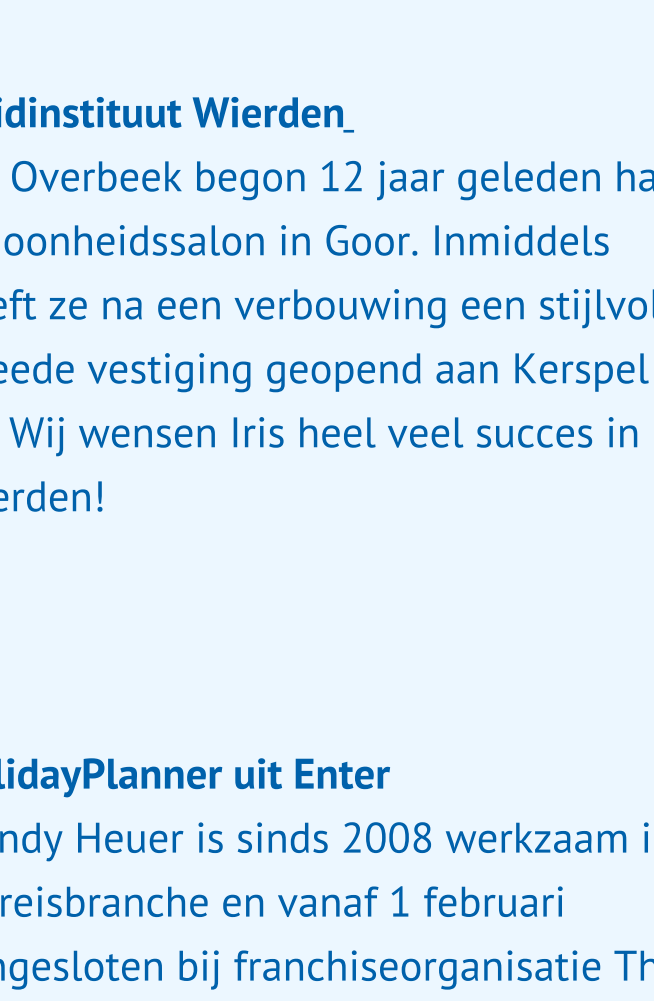 idinstituut Wierden_
Overbeek begon 12 jaar geleden ha
oonheidssalon in Goor. Inmiddels
eft ze na een verbouwing een stijlvol
eede vestiging geopend aan Kerspel
Wij wensen Iris heel veel succes in
erden!
lidayPlanner uit Enter
ndy Heuer is sinds 2008 werkzaam i
reisbranche en vanaf 1 februari
ngesloten bij franchiseorganisatie Th